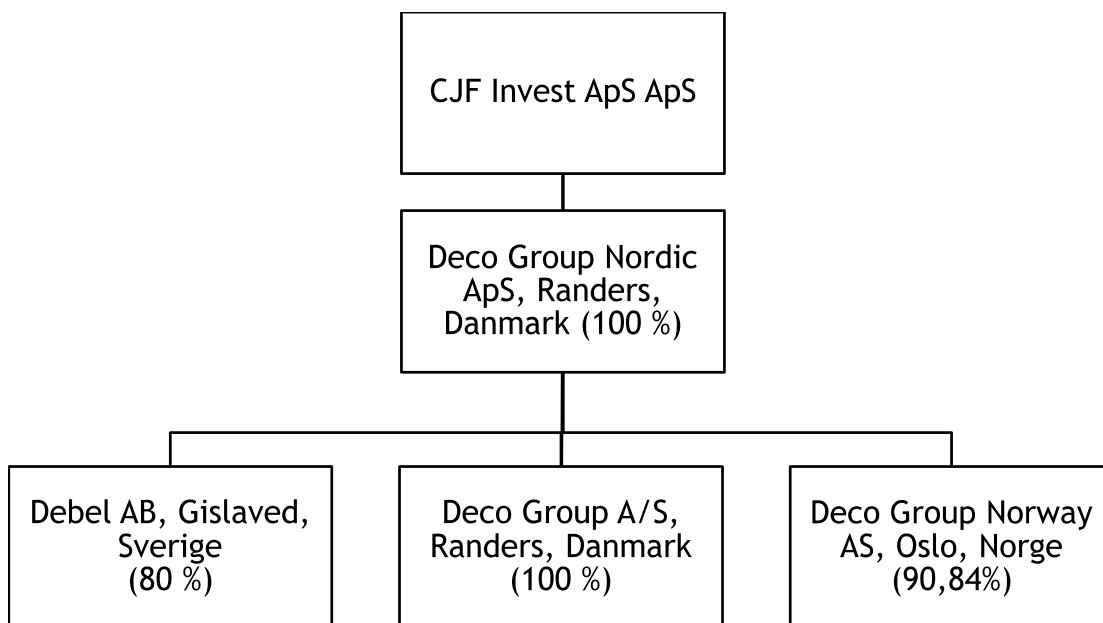 CJF Invest ApS ApS
Deco Group Nordic
ApS, Randers,
Danmark (100 %)
Debel AB, Gislaved,
Sverige
(80 %)
Deco Group A/S,
Randers, Danmark
(100 %)
Deco Group Norway
AS, Oslo, Norge
(90,84%)